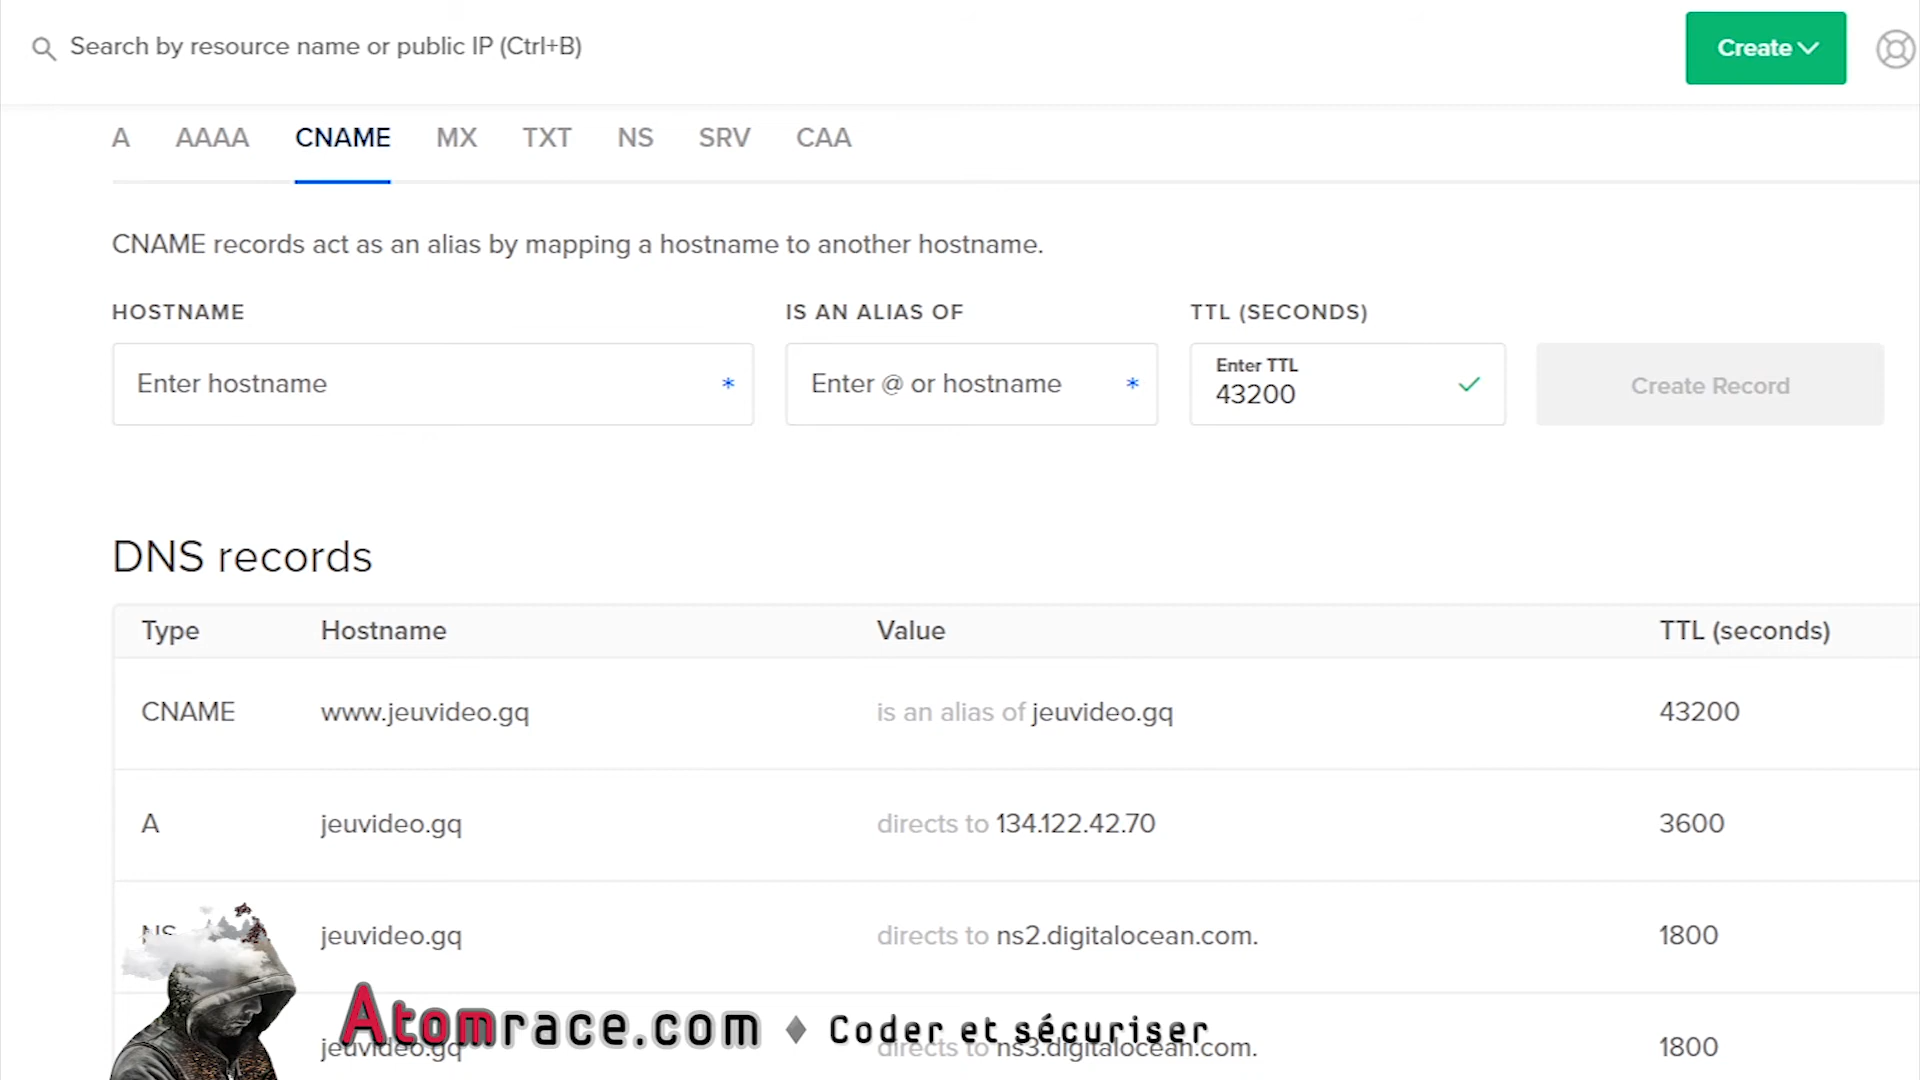 Search by resource name or public IP (Ctrl+B)
Create
A AAAA CNAME MX TXT NS SRV CAA
CNAME records act as an alias by mapping a hostname to another hostname.
HOSTNAME IS AN ALIAS OF TTL (SECONDS)
Enter hostname * Enter @ or hostname * Enter TTL 43200 Create Record
DNS records
Type Hostname Value TTL (seconds)
CNAME www.jeuvideo.gq is an alias of jeuvideo.gq 43200
A jeuvideo.gq directs to 134.122.42.70 3600
NS jeuvideo.gq directs to ns2.digitalocean.com. 1800
Atomrace.com ♦ Coder et sécuriser
jeuvideo.gq directs to ns3.digitalocean.com. 1800